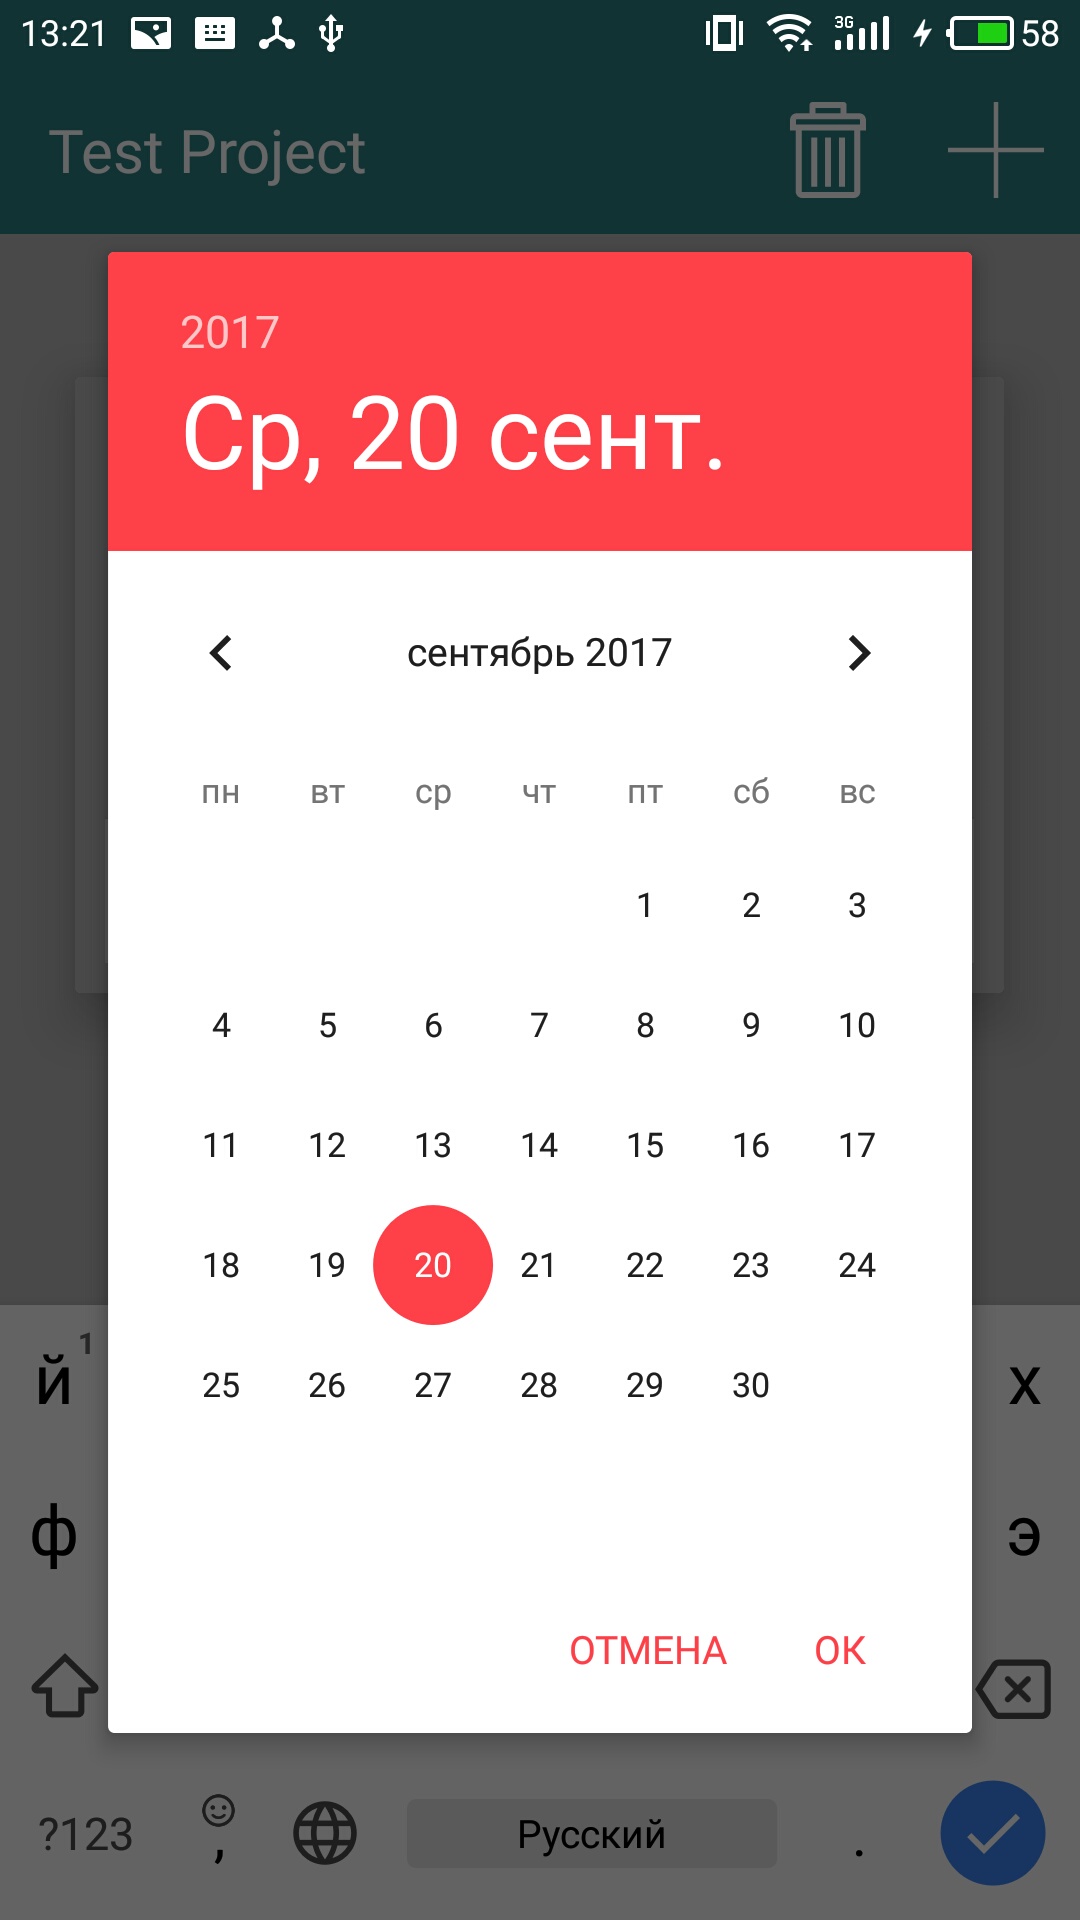 13:21 3G 58
Test Project
2017
Ср, 20 сент.
сентябрь 2017
пн вт ср чт пт сб вс
1 2 3
4 5 6 7 8 9 10
11 12 13 14 15 16 17
18 19 20 21 22 23 24
25 26 27 28 29 30
ОТМЕНА ОК
й 1 х
ф э
?123 , Русский .